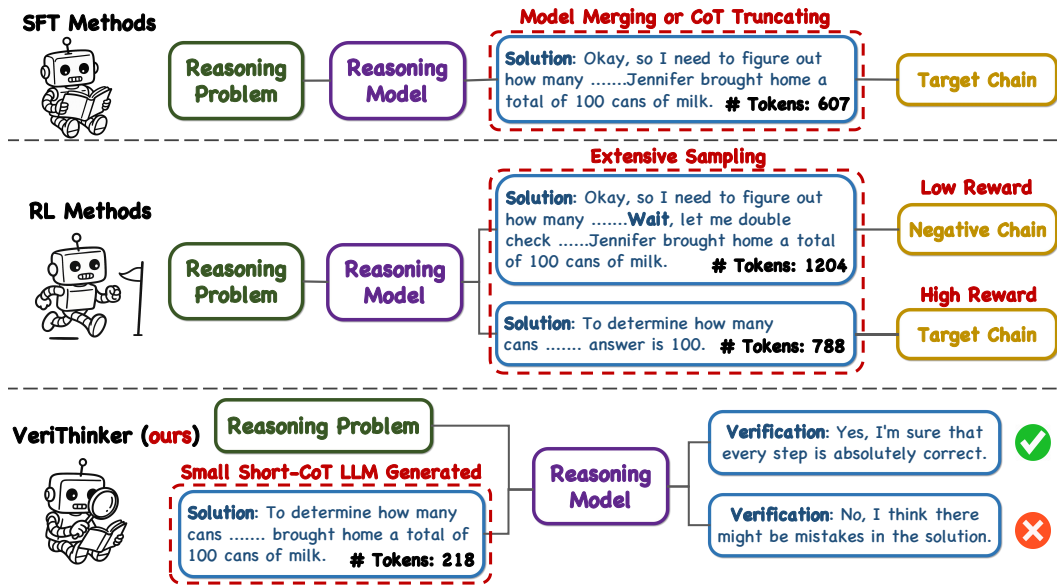 SFT Methods
Model Merging or CoT Truncating
Reasoning
Problem
Reasoning
Model
Solution: Okay, so I need to figure out
how many .......Jennifer brought home a
total of 100 cans of milk. # Tokens: 607
Target Chain
RL Methods
Extensive Sampling
Reasoning
Problem
Reasoning
Model
Solution: Okay, so I need to figure out
how many ......Wait, let me double
check ......Jennifer brought home a total
of 100 cans of milk. # Tokens: 1204
Low Reward
Negative Chain
Solution: To determine how many
cans ....... answer is 100. # Tokens: 788
High Reward
Target Chain
VeriThinker (ours)
Reasoning Problem
Small Short-CoT LLM Generated
Solution: To determine how many
cans ....... brought home a total of
100 cans of milk. # Tokens: 218
Reasoning
Model
Verification: Yes, I'm sure that
every step is absolutely correct.
Verification: No, I think there
might be mistakes in the solution.